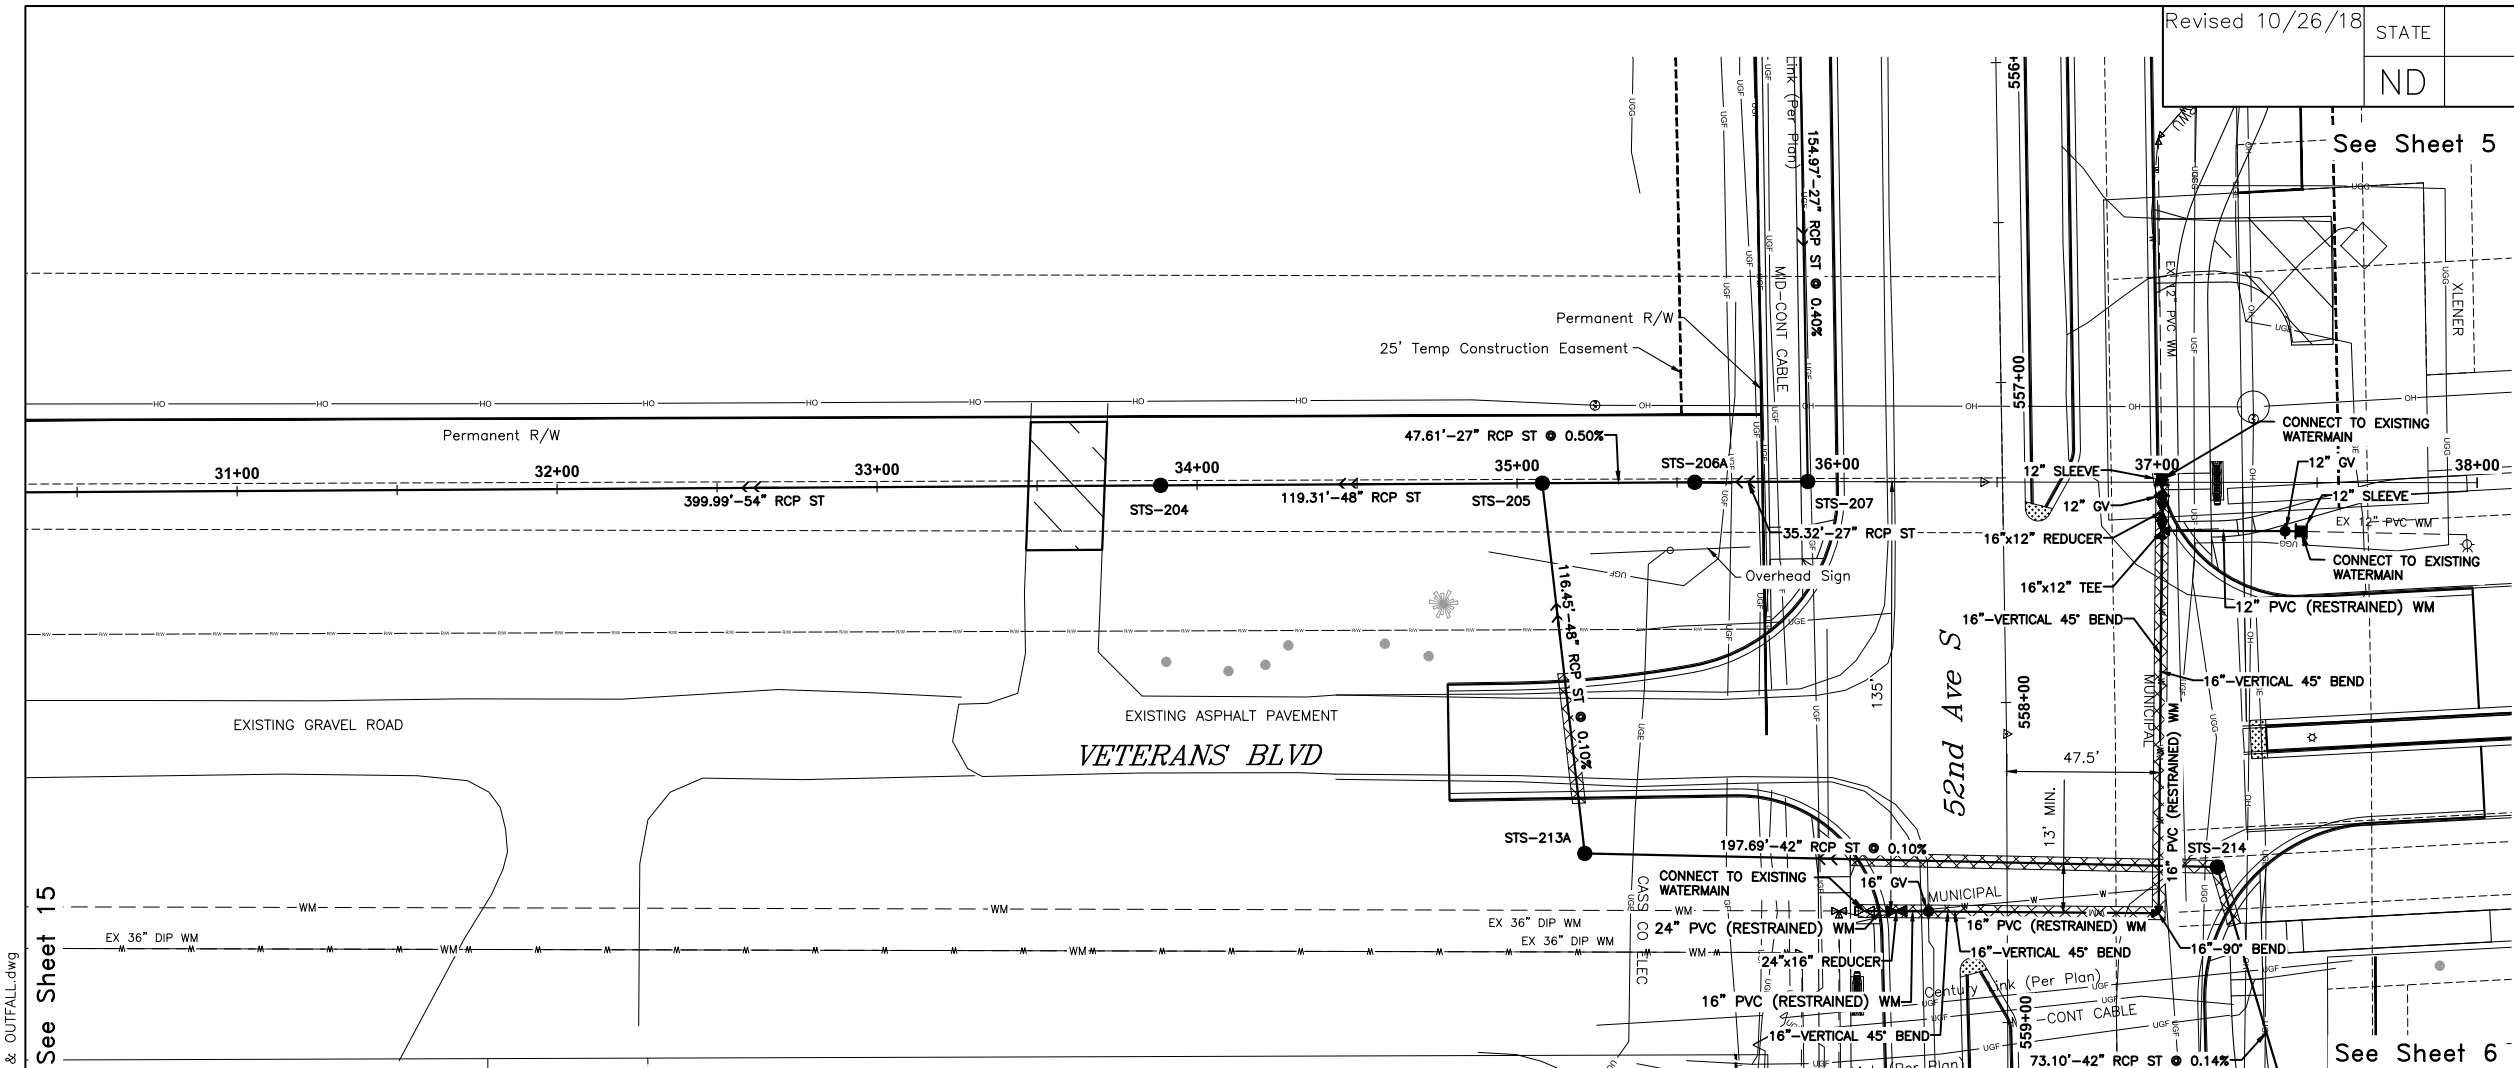 Revised 10/26/18
STATE
ND
See Sheet 5
Link (Per Plan)
154.97'-27" RCP ST @ 0.40%
MID-CONT CABLE
556+
557+00
EX 12" PVC WM
XLENER
Permanent R/W
25' Temp Construction Easement
Permanent R/W
47.61'-27" RCP ST @ 0.50%
CONNECT TO EXISTING
WATERMAIN
31+00
32+00
33+00
34+00
35+00
36+00
37+00
38+00
STS-206A
12" SLEEVE
12" GV
399.99'-54" RCP ST
STS-204
119.31'-48" RCP ST
STS-205
STS-207
12" GV
12" SLEEVE
EX 12" PVC WM
35.32'-27" RCP ST
16"x12" REDUCER
CONNECT TO EXISTING
WATERMAIN
Overhead Sign
16"x12" TEE
12" PVC (RESTRAINED) WM
16"-VERTICAL 45° BEND
116.45'-48" RCP ST @ 0.10%
16"-VERTICAL 45° BEND
135'
52nd Ave S
558+00
MUNICIPAL
16" PVC (RESTRAINED) WM
EXISTING GRAVEL ROAD
EXISTING ASPHALT PAVEMENT
VETERANS BLVD
47.5'
13' MIN.
STS-213A
197.69'-42" RCP ST @ 0.10%
STS-214
CONNECT TO EXISTING
WATERMAIN
16" GV
MUNICIPAL
CASS CO ELEC
EX 36" DIP WM
24" PVC (RESTRAINED) WM
16" PVC (RESTRAINED) WM
EX 36" DIP WM
EX 36" DIP WM
16"-90° BEND
16"-VERTICAL 45° BEND
24"x16" REDUCER
16" PVC (RESTRAINED) WM
Century Link (Per Plan)
-CONT CABLE
16"-VERTICAL 45° BEND
559+00
73.10'-42" RCP ST @ 0.14%
(Per Plan)
See Sheet 6
See Sheet 15
& OUTFALL.dwg